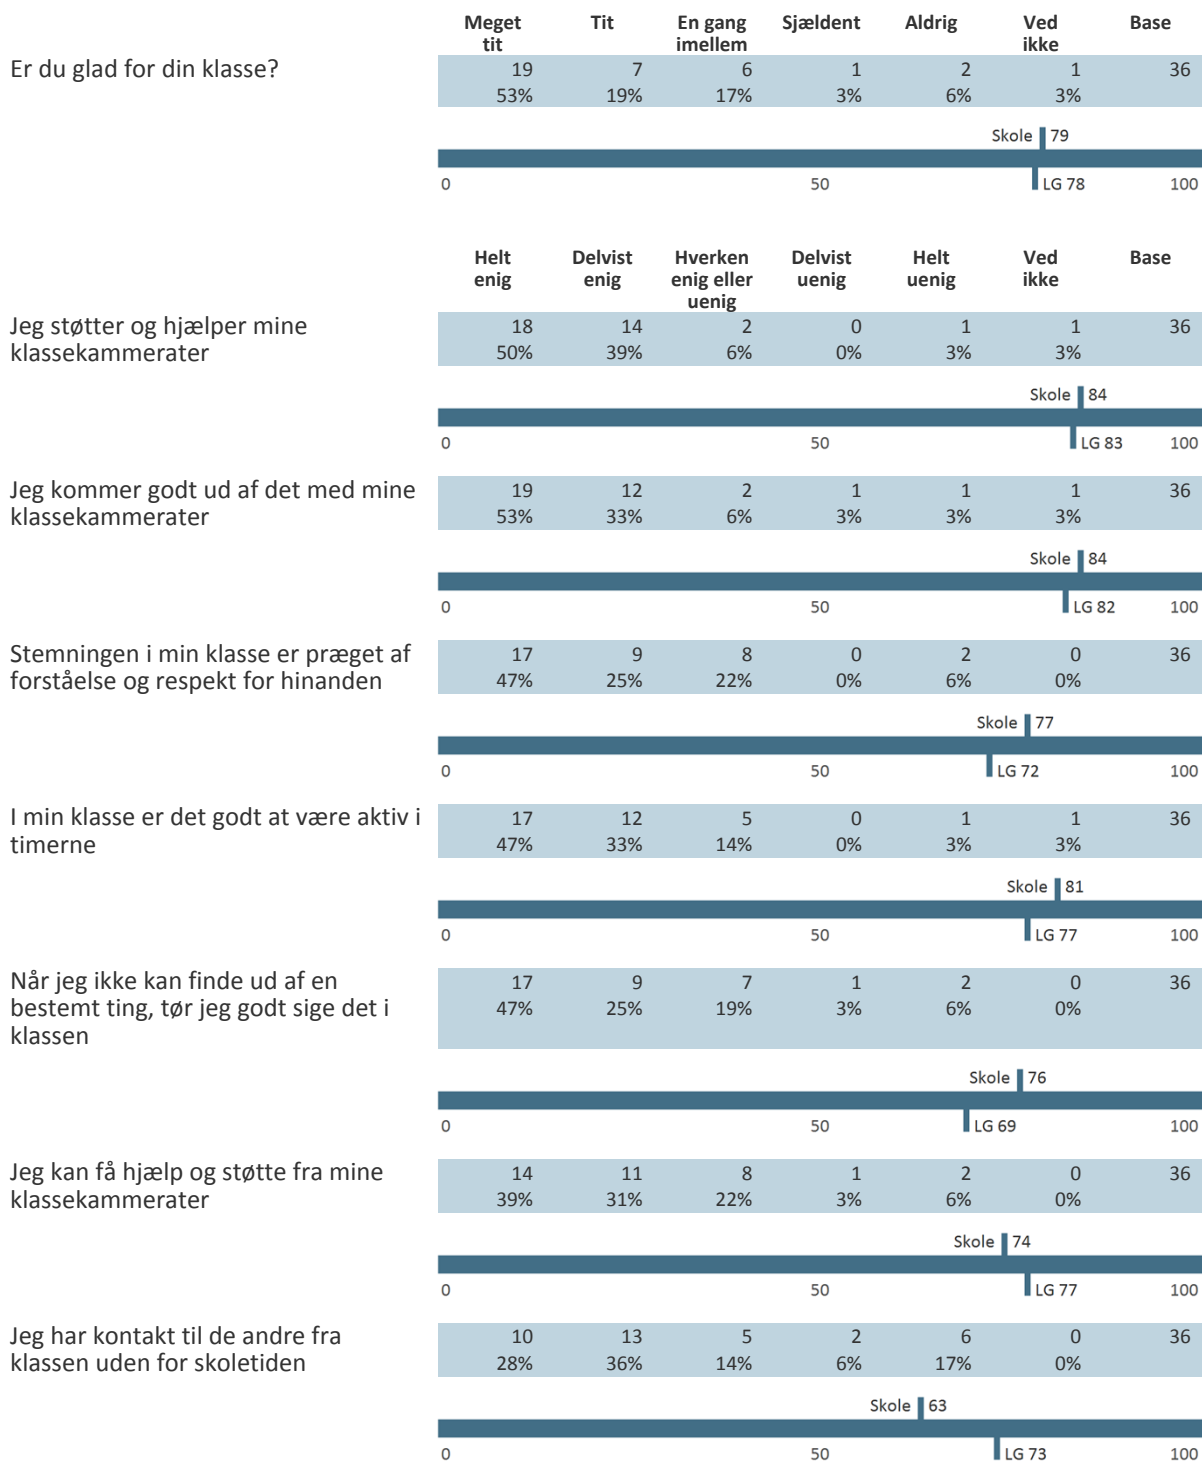 Meget tit Tit En gang imellem Sjældent Aldrig Ved ikke Base
Er du glad for din klasse? 19 7 6 1 2 1 36
53% 19% 17% 3% 6% 3%
Skole 79
0 50 LG 78 100
Helt enig Delvist enig Hverken enig eller uenig Delvist uenig Helt uenig Ved ikke Base
Jeg støtter og hjælper mine 18 14 2 0 1 1 36
klassekammerater 50% 39% 6% 0% 3% 3%
Skole 84
0 50 LG 83 100
Jeg kommer godt ud af det med mine 19 12 2 1 1 1 36
klassekammerater 53% 33% 6% 3% 3% 3%
Skole 84
0 50 LG 82 100
Stemningen i min klasse er præget af 17 9 8 0 2 0 36
forståelse og respekt for hinanden 47% 25% 22% 0% 6% 0%
Skole 77
0 50 LG 72 100
I min klasse er det godt at være aktiv i 17 12 5 0 1 1 36
timerne 47% 33% 14% 0% 3% 3%
Skole 81
0 50 LG 77 100
Når jeg ikke kan finde ud af en 17 9 7 1 2 0 36
bestemt ting, tør jeg godt sige det i 47% 25% 19% 3% 6% 0%
klassen
Skole 76
0 50 LG 69 100
Jeg kan få hjælp og støtte fra mine 14 11 8 1 2 0 36
klassekammerater 39% 31% 22% 3% 6% 0%
Skole 74
0 50 LG 77 100
Jeg har kontakt til de andre fra 10 13 5 2 6 0 36
klassen uden for skoletiden 28% 36% 14% 6% 17% 0%
Skole 63
0 50 LG 73 100